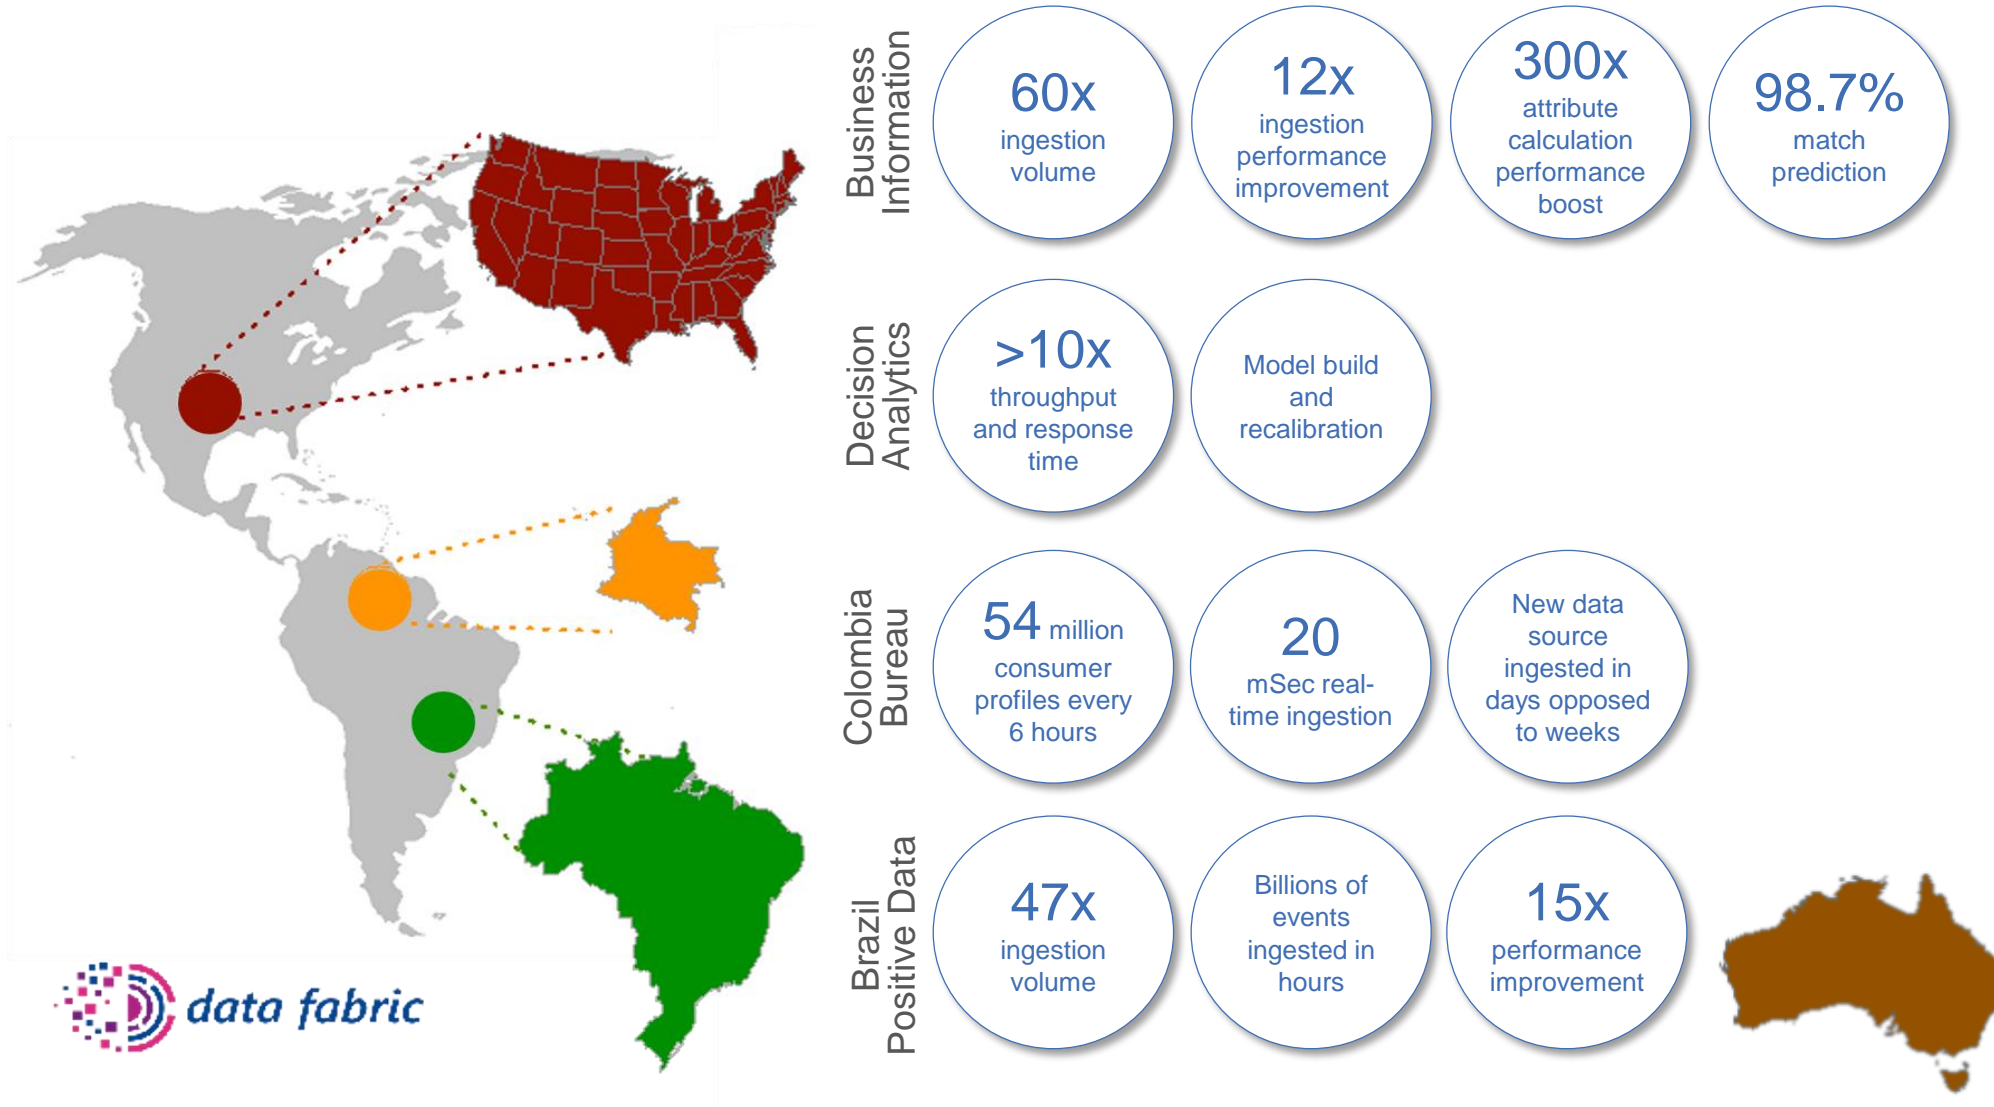 Business
Information
60x
ingestion
volume
12x
ingestion
performance
improvement
300x
attribute
calculation
performance
boost
98.7%
match
prediction
Decision
Analytics
>10x
throughput
and response
time
Model build
and
recalibration
Colombia
Bureau
54 million
consumer
profiles every
6 hours
20
mSec real-
time ingestion
New data
source
ingested in
days opposed
to weeks
Brazil
Positive Data
47x
ingestion
volume
Billions of
events
ingested in
hours
15x
performance
improvement
data fabric